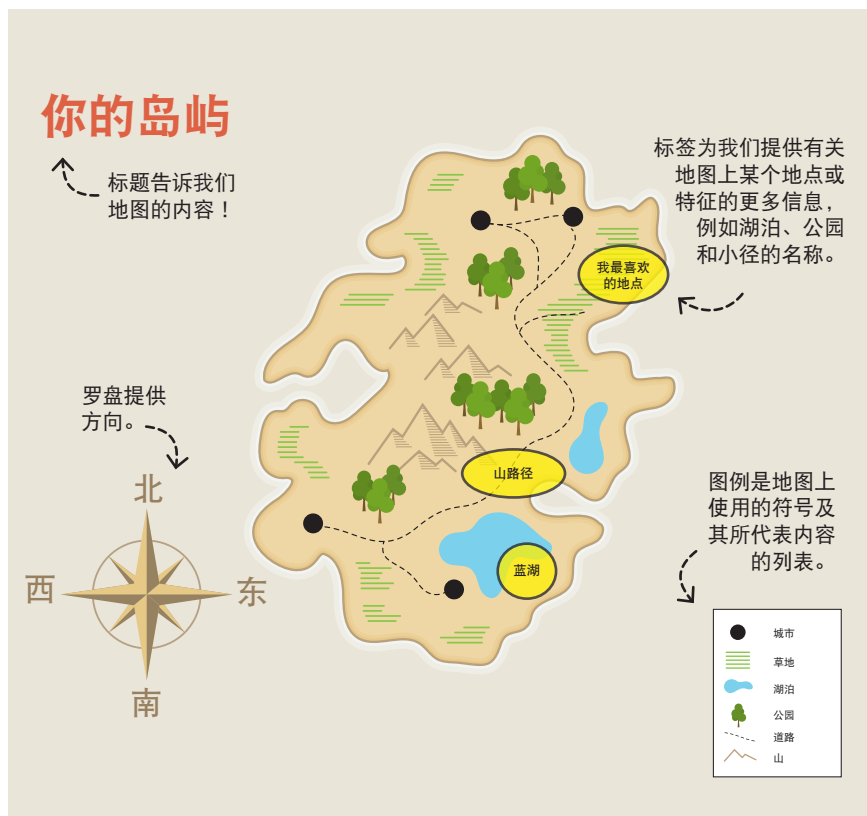 你的岛屿
标题告诉我们
地图的内容！
标签为我们提供有关
地图上某个地点或
特征的更多信息，
例如湖泊、公园
和小径的名称。
我最喜欢
的地点
罗盘提供
方向。
山路径
北
西
东
南
蓝湖
图例是地图上
使用的符号及
其所代表内容
的列表。
城市
草地
湖泊
公园
道路
山